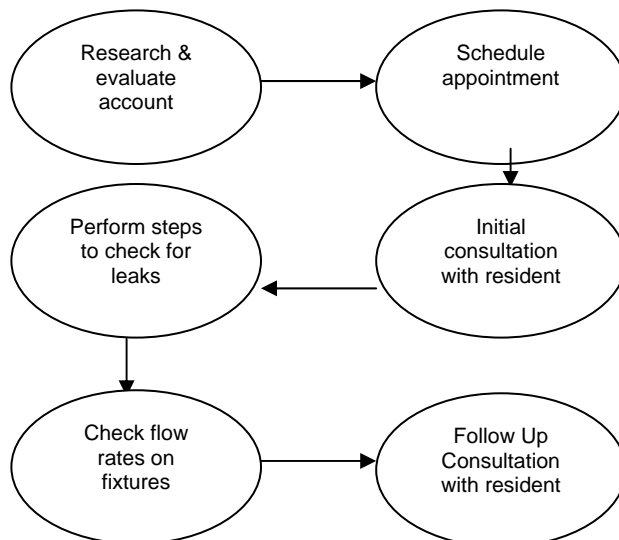 Research &
evaluate
account
Schedule
appointment
Initial
consultation
with resident
Perform steps
to check for
leaks
Check flow
rates on
fixtures
Follow Up
Consultation
with resident